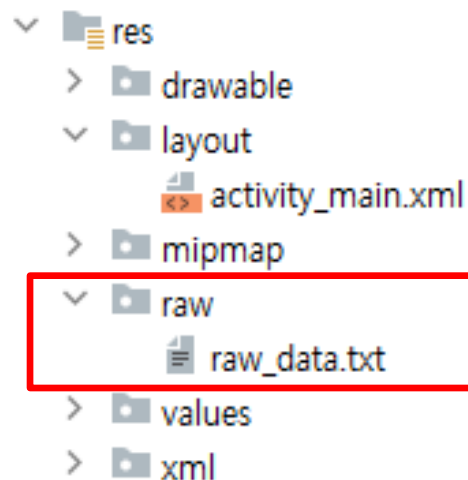 res
drawable
layout
activity_main.xml
mipmap
raw
raw_data.txt
values
xml